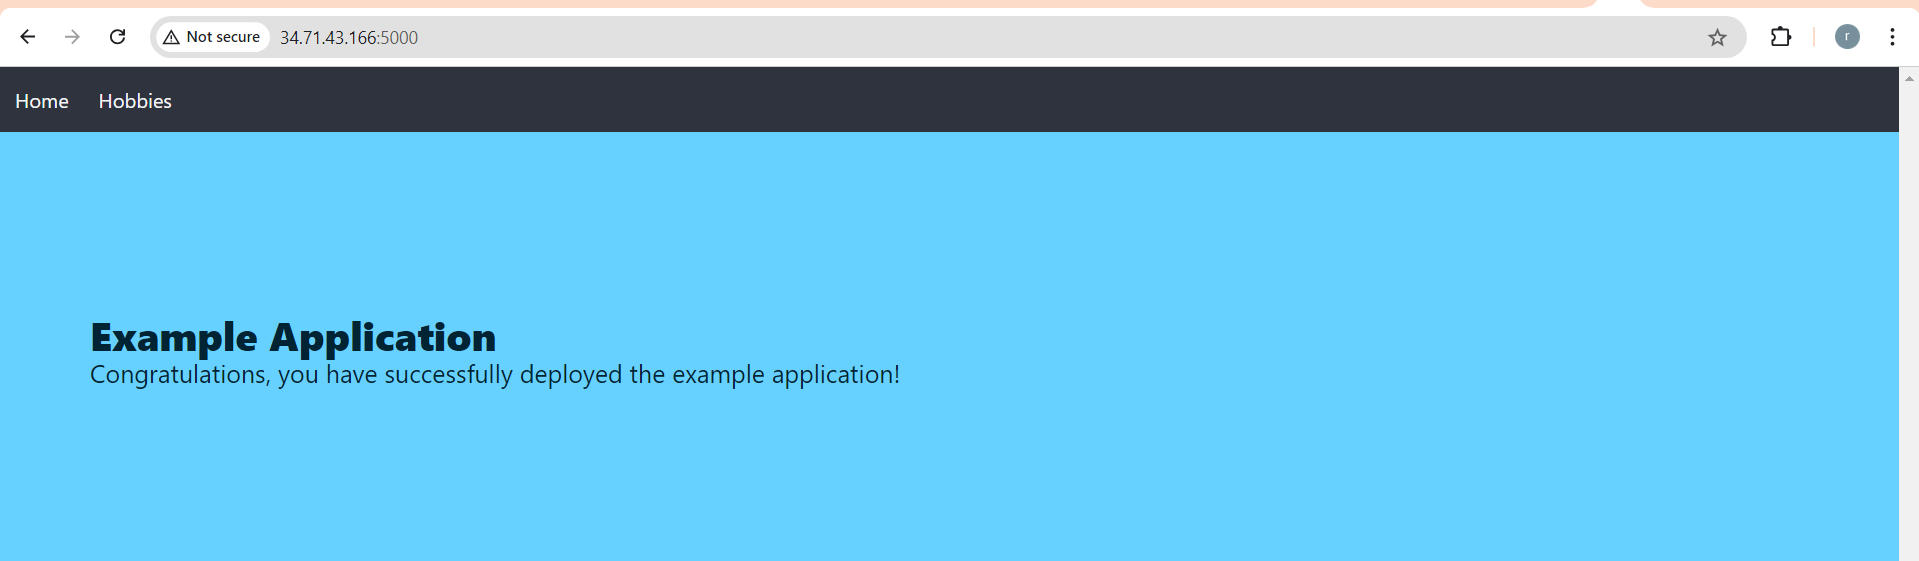 Not secure 34.71.43.166:5000
r
Home Hobbies
Example Application
Congratulations, you have successfully deployed the example application!